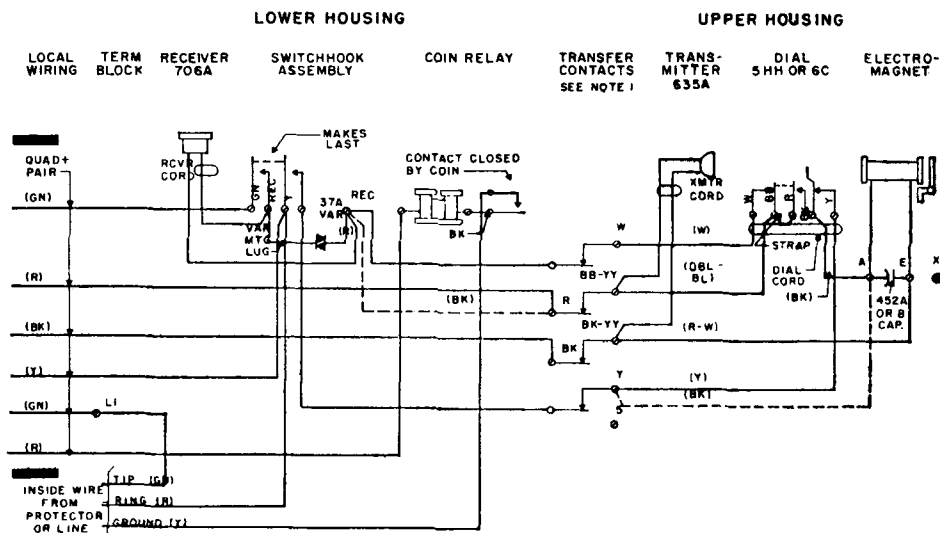 LOWER HOUSING
UPPER HOUSING
LOCAL WIRING
TERM BLOCK
RECEIVER 706A
SWITCHHOOK ASSEMBLY
COIN RELAY
TRANSFER CONTACTS
SEE NOTE 1
TRANS-
MITTER
635A
DIAL
5HH OR 6C
ELECTRO-
MAGNET
QUAD+
PAIR
RCVR
CORD
MAKES
LAST
GN
REC
Y
37A
VAR
REC
(R)
VAR
MTG
LUG
CONTACT CLOSED
BY COIN
BK
XMTR
CORD
W
BB
R
Y
STRAP
DIAL
CORD
(BK)
A
E
X
452A
OR B
CAP.
(GN)
(R)
(BK)
(Y)
(GN)
L1
(R)
(BK)
W
(W)
BB-YY
(DBL-
BL)
R
BK-YY
(R-W)
BK
Y
(Y)
(BK)
S
INSIDE WIRE
FROM
PROTECTOR
OR LINE
TIP (GN)
RING (R)
GROUND (Y)